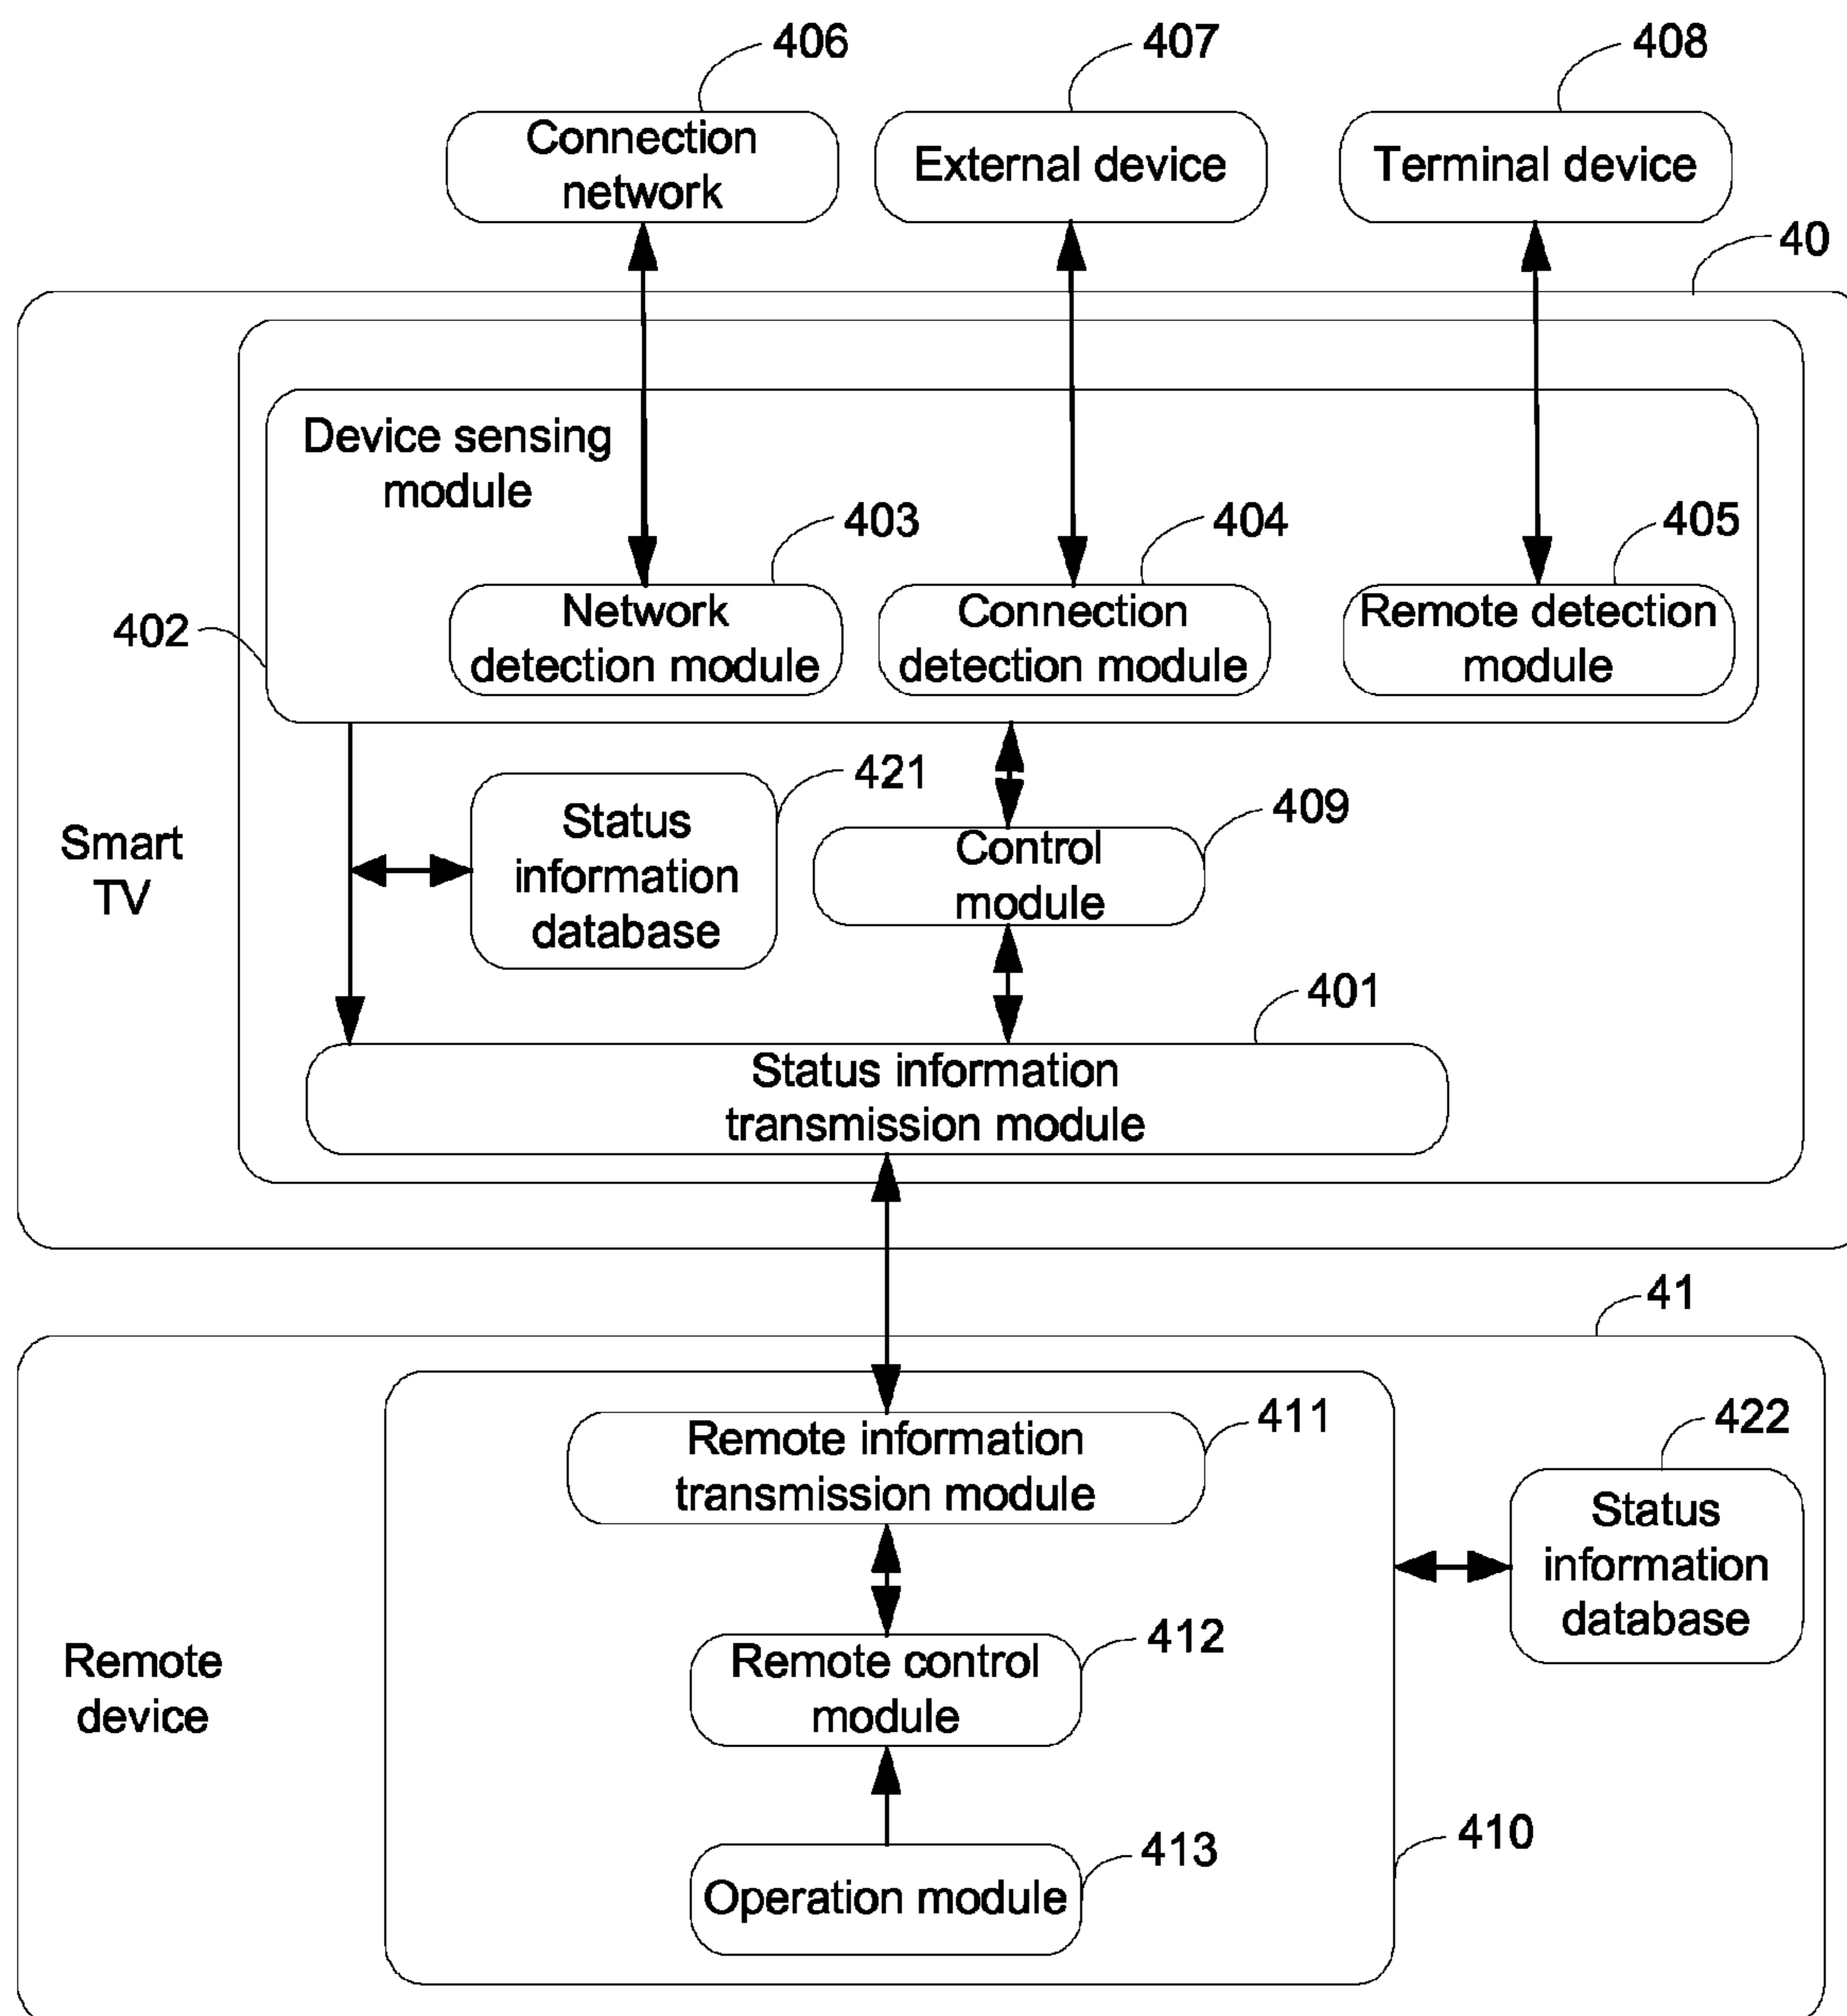 406
407
408
Connection
network
External device
Terminal device
40
Device sensing
module
403
404
405
402
Network
detection module
Connection
detection module
Remote detection
module
421
409
Smart
TV
Status
information
database
Control
module
401
Status information
transmission module
41
411
422
Remote information
transmission module
Status
information
database
412
Remote
device
Remote control
module
410
413
Operation module